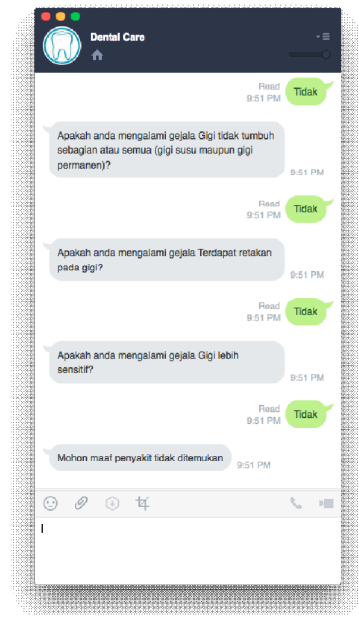 Dental Care
Read
9:51 PM
Tidak
Apakah anda mengalami gejala Gigi tidak tumbuh
sebagian atau semua (gigi susu maupun gigi
permanen)?
9:51 PM
Read
9:51 PM
Tidak
Apakah anda mengalami gejala Terdapat retakan
pada gigi?
9:51 PM
Read
9:51 PM
Tidak
Apakah anda mengalami gejala Gigi lebih
sensitif?
9:51 PM
Read
9:51 PM
Tidak
Mohon maaf penyakit tidak ditemukan
9:51 PM